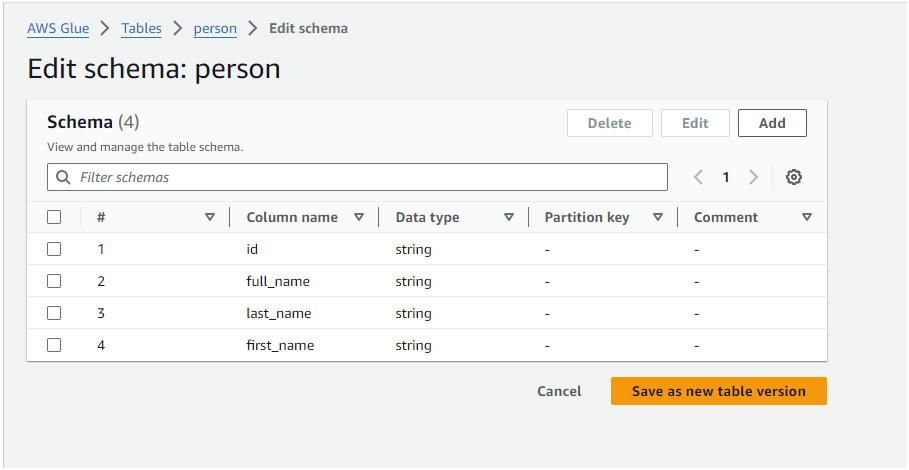 AWS Glue > Tables > person > Edit schema
Edit schema: person
Schema (4)
Delete Edit Add
View and manage the table schema.
Filter schemas
1
# Column name Data type Partition key Comment
1 id string - -
2 full_name string - -
3 last_name string - -
4 first_name string - -
Cancel Save as new table version